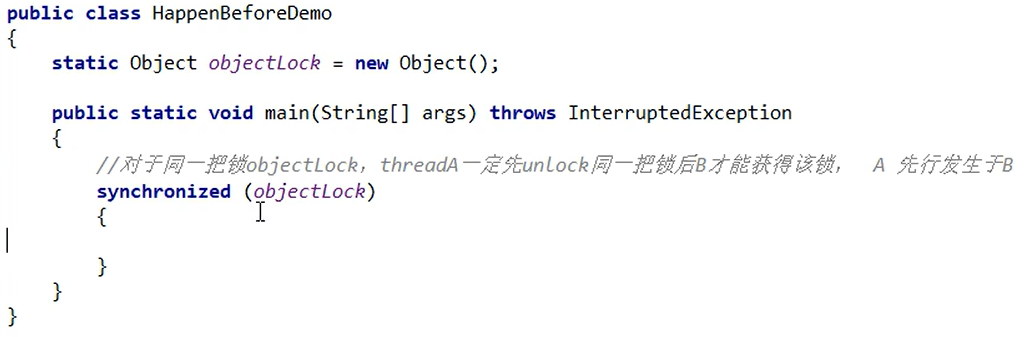 public class HappenBeforeDemo
{
static Object objectLock = new Object();
public static void main(String[] args) throws InterruptedException
{
//对于同一把锁objectLock，threadA一定先unlock同一把锁后B才能获得该锁， A 先行发生于B
synchronized (objectLock)
{
}
}
}